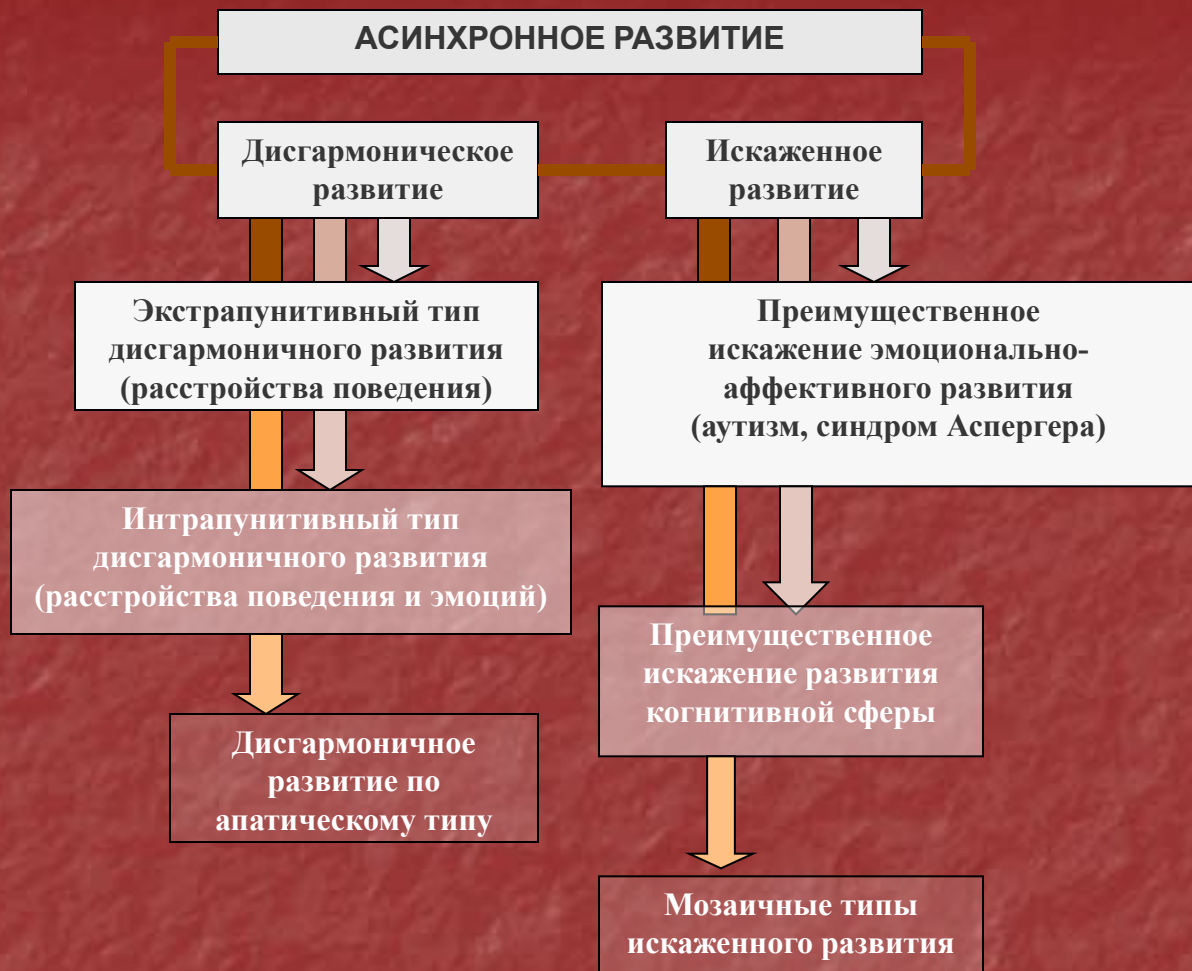 АСИНХРОННОЕ РАЗВИТИЕ
Дисгармоническое
развитие
Искаженное
развитие
Экстрапунитивный тип
дисгармоничного развития
(расстройства поведения)
Преимущественное
искажение эмоционально-
аффективного развития
(аутизм, синдром Аспергера)
Интрапунитивный тип
дисгармоничного развития
(расстройства поведения и эмоций)
Преимущественное
искажение развития
когнитивной сферы
Дисгармоничное
развитие по
апатическому типу
Мозаичные типы
искаженного развития